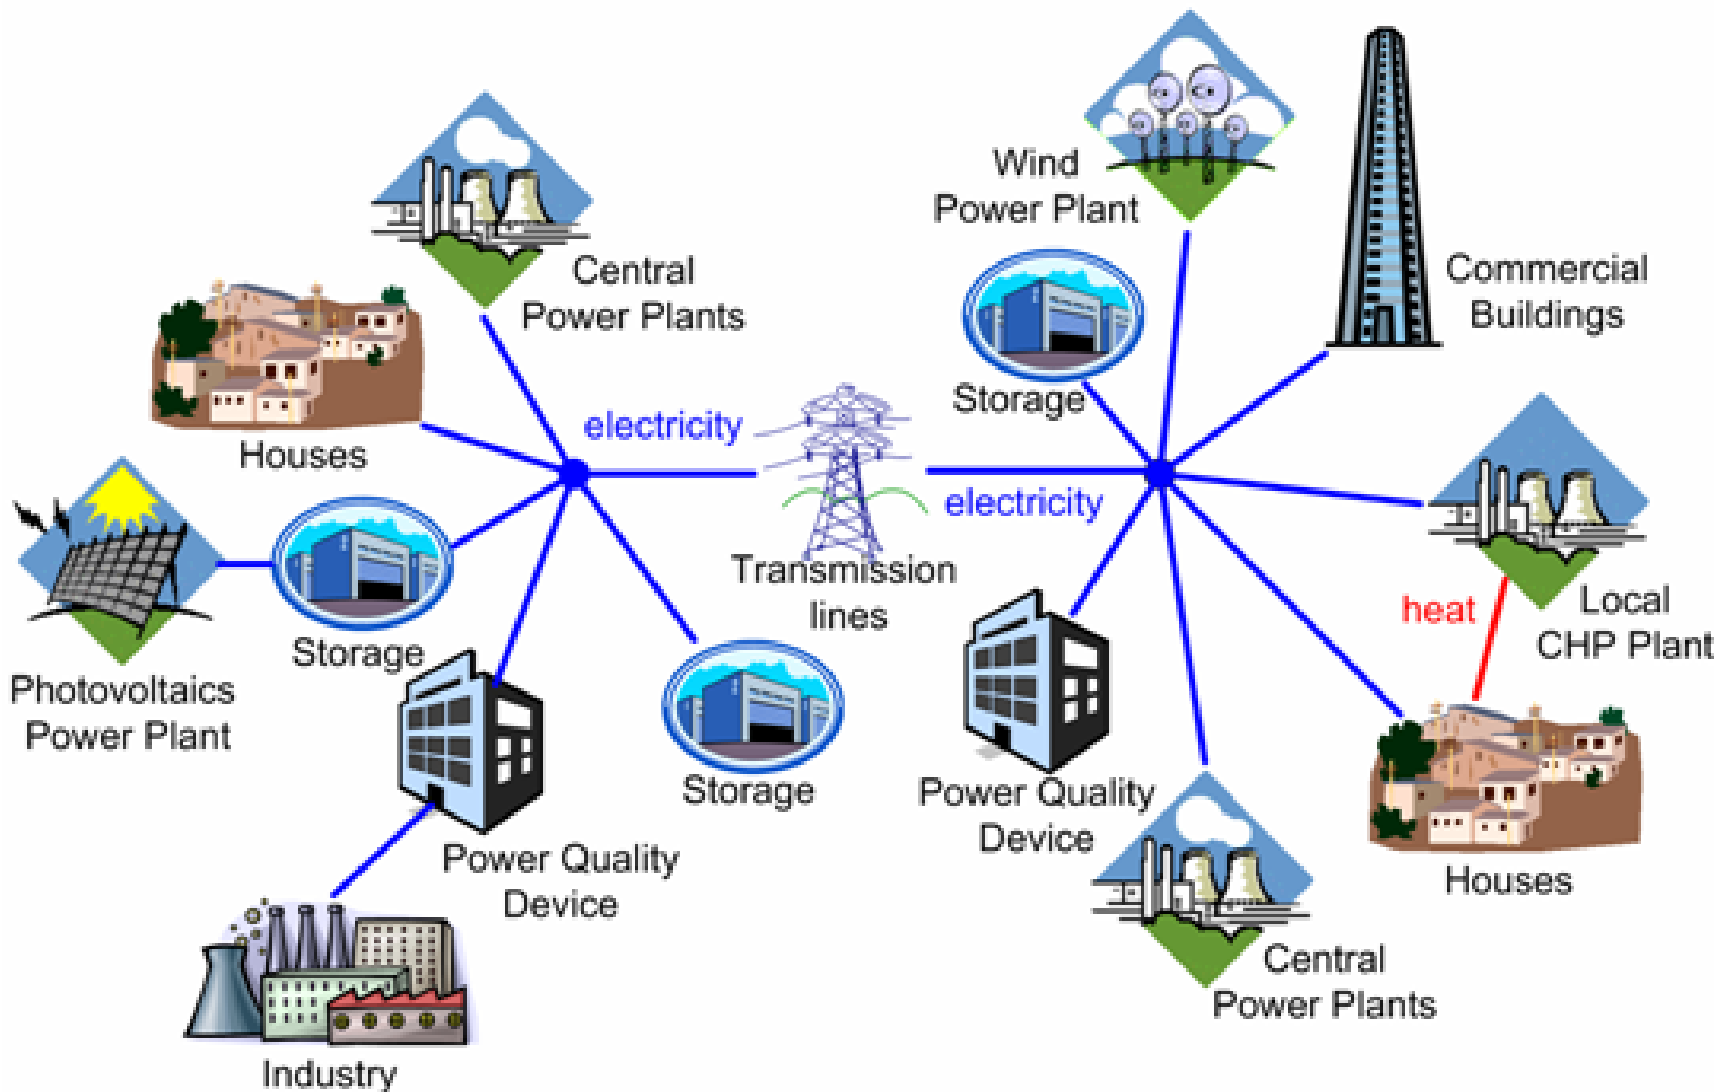 Wind
Power Plant
Central
Power Plants
Commercial
Buildings
Storage
electricity
Houses
electricity
Transmission
lines
heat
Local
CHP Plant
Storage
Photovoltaics
Power Plant
Storage
Power Quality
Device
Power Quality
Device
Houses
Central
Power Plants
Industry